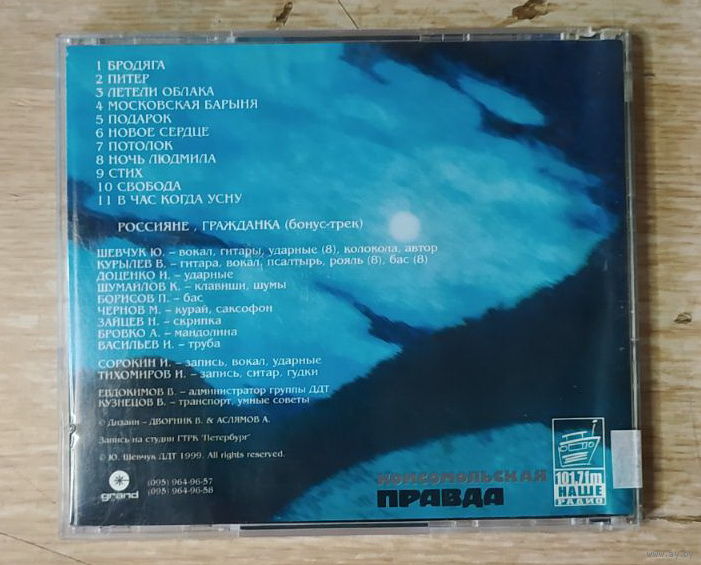 1 БРОДЯГА
2 ПИТЕР
3 ЛЕТЕЛИ ОБЛАКА
4 МОСКОВСКАЯ БАРЫНЯ
5 ПОДАРОК
6 НОВОЕ СЕРДЦЕ
7 ПОТОЛОК
8 НОЧЬ ЛЮДМИЛА
9 СТИХ
10 СВОБОДА
11 В ЧАС КОГДА УСНУ
РОССИЯНЕ , ГРАЖДАНКА (бонус-трек)
ШЕВЧУК Ю. – вокал, гитары, ударные (8), колокола, автор
КУРЫЛЕВ В. – гитара, вокал, псалтырь, рояль (8), бас (8)
ДОЦЕНКО И. – ударные
ШУМАЙЛОВ К. – клавиши, шумы
БОРИСОВ П. – бас
ЧЕРНОВ М. – курай, саксофон
ЗАЙЦЕВ Н. – скрипка
БРОВКО А. – мандолина
ВАСИЛЬЕВ И. – труба
СОРОКИН И. – запись, вокал, ударные
ТИХОМИРОВ И. – запись, ситар, гудки
ЕВДОКИМОВ В. – администратор группы ДДТ
КУЗНЕЦОВ В. – транспорт, умные советы
© Дизайн – ДВОРНИК В. & АСЛЯМОВ А.
Запись на студии ГТРК "Петербург"
© Ю. Шевчук ДДТ 1999. All rights reserved.
grand
(095) 964-96-57
(095) 964-96-58
КОМСОМОЛЬСКАЯ
ПРАВДА
101,7fm
НАШЕ
РАДИО
www.ay.by